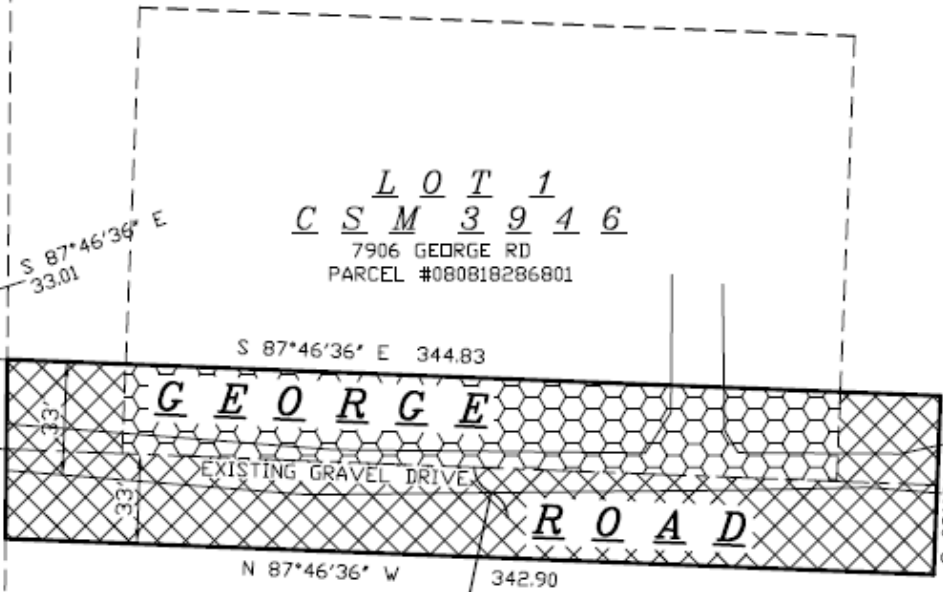 LOT 1
CSM 3946
7906 GEORGE RD
PARCEL #080818286801
S 87°46'36" E
33.01
S 87°46'36" E 344.83
GEORGE
33'
EXISTING GRAVEL DRIVE
33'
ROAD
N 87°46'36" W 342.90